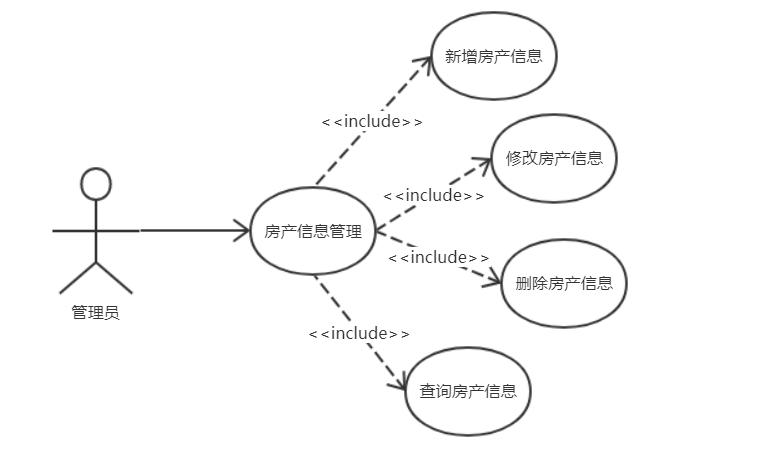 新增房产信息
<<include>>
修改房产信息
<<include>>
房产信息管理
<<include>>
删除房产信息
管理员
<<include>>
查询房产信息